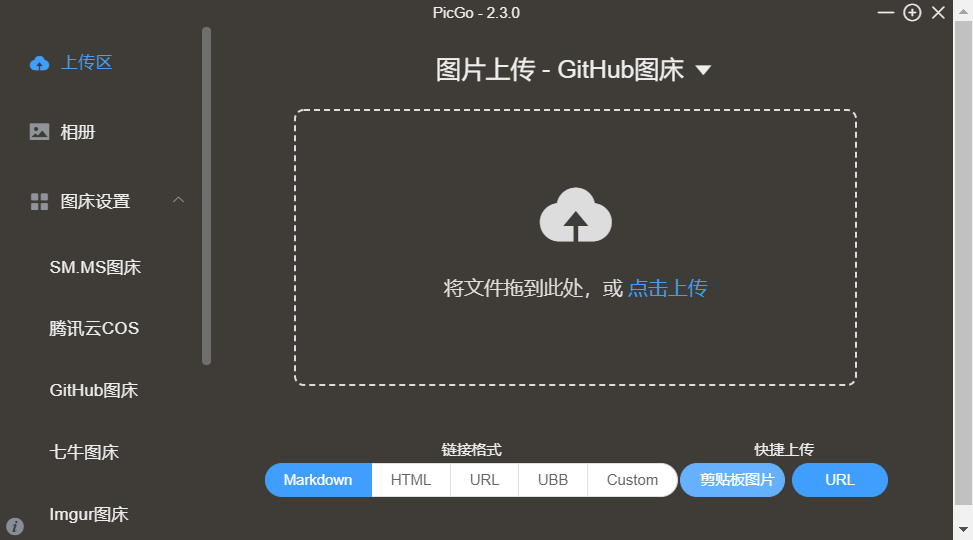 PicGo - 2.3.0
上传区
相册
图床设置
SM.MS图床
腾讯云COS
GitHub图床
七牛图床
Imgur图床
图片上传 - GitHub图床
将文件拖到此处，或 点击上传
链接格式
快捷上传
Markdown HTML URL UBB Custom
剪贴板图片 URL